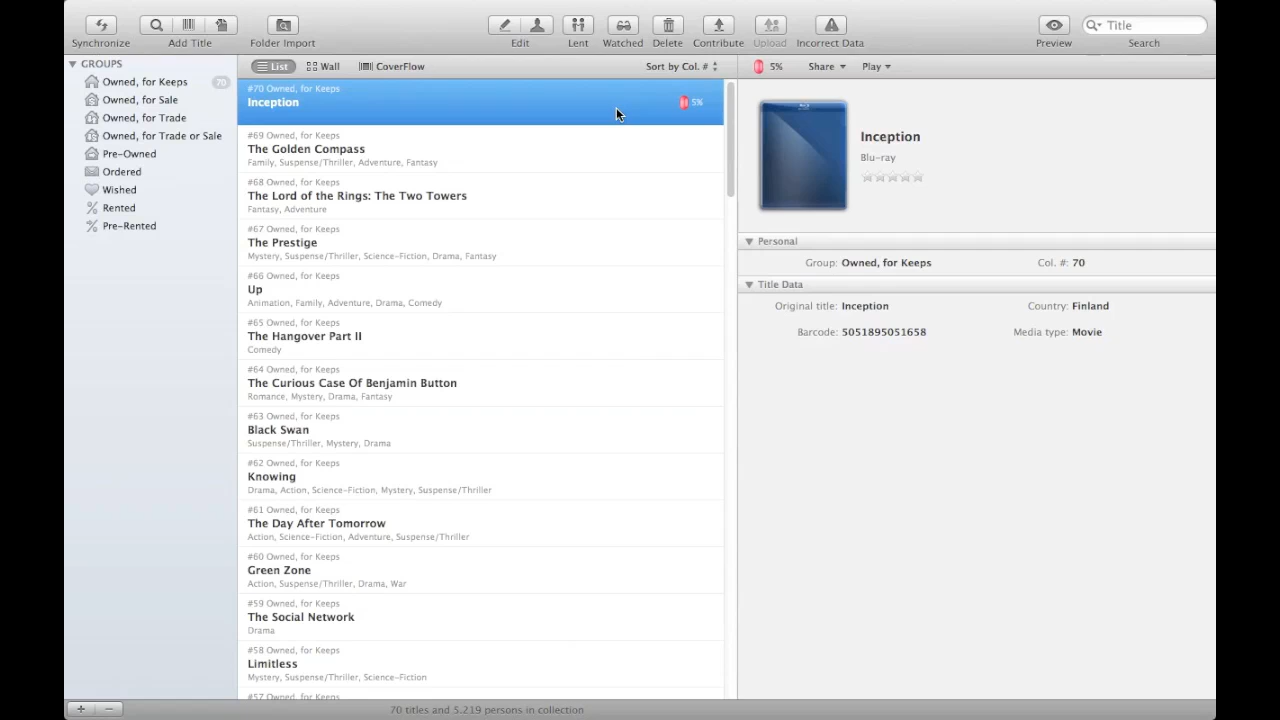 Synchronize
Add Title
Folder Import
Edit
Lent
Watched
Delete
Contribute
Upload
Incorrect Data
Preview
Title
Search
GROUPS
Owned, for Keeps 70
Owned, for Sale
Owned, for Trade
Owned, for Trade or Sale
Pre-Owned
Ordered
Wished
Rented
Pre-Rented
List
Wall
CoverFlow
Sort by Col. #
#70 Owned, for Keeps
Inception
5%
#69 Owned, for Keeps
The Golden Compass
Family, Suspense/Thriller, Adventure, Fantasy
#68 Owned, for Keeps
The Lord of the Rings: The Two Towers
Fantasy, Adventure
#67 Owned, for Keeps
The Prestige
Mystery, Suspense/Thriller, Science-Fiction, Drama, Fantasy
#66 Owned, for Keeps
Up
Animation, Family, Adventure, Drama, Comedy
#65 Owned, for Keeps
The Hangover Part II
Comedy
#64 Owned, for Keeps
The Curious Case Of Benjamin Button
Romance, Mystery, Drama, Fantasy
#63 Owned, for Keeps
Black Swan
Suspense/Thriller, Mystery, Drama
#62 Owned, for Keeps
Knowing
Drama, Action, Science-Fiction, Mystery, Suspense/Thriller
#61 Owned, for Keeps
The Day After Tomorrow
Action, Science-Fiction, Adventure, Suspense/Thriller
#60 Owned, for Keeps
Green Zone
Action, Suspense/Thriller, Drama, War
#59 Owned, for Keeps
The Social Network
Drama
#58 Owned, for Keeps
Limitless
Mystery, Suspense/Thriller, Science-Fiction
#57 Owned, for Keeps
5%
Share
Play
Inception
Blu-ray
Personal
Group: Owned, for Keeps
Col. #: 70
Title Data
Original title: Inception
Country: Finland
Barcode: 5051895051658
Media type: Movie
70 titles and 5.219 persons in collection